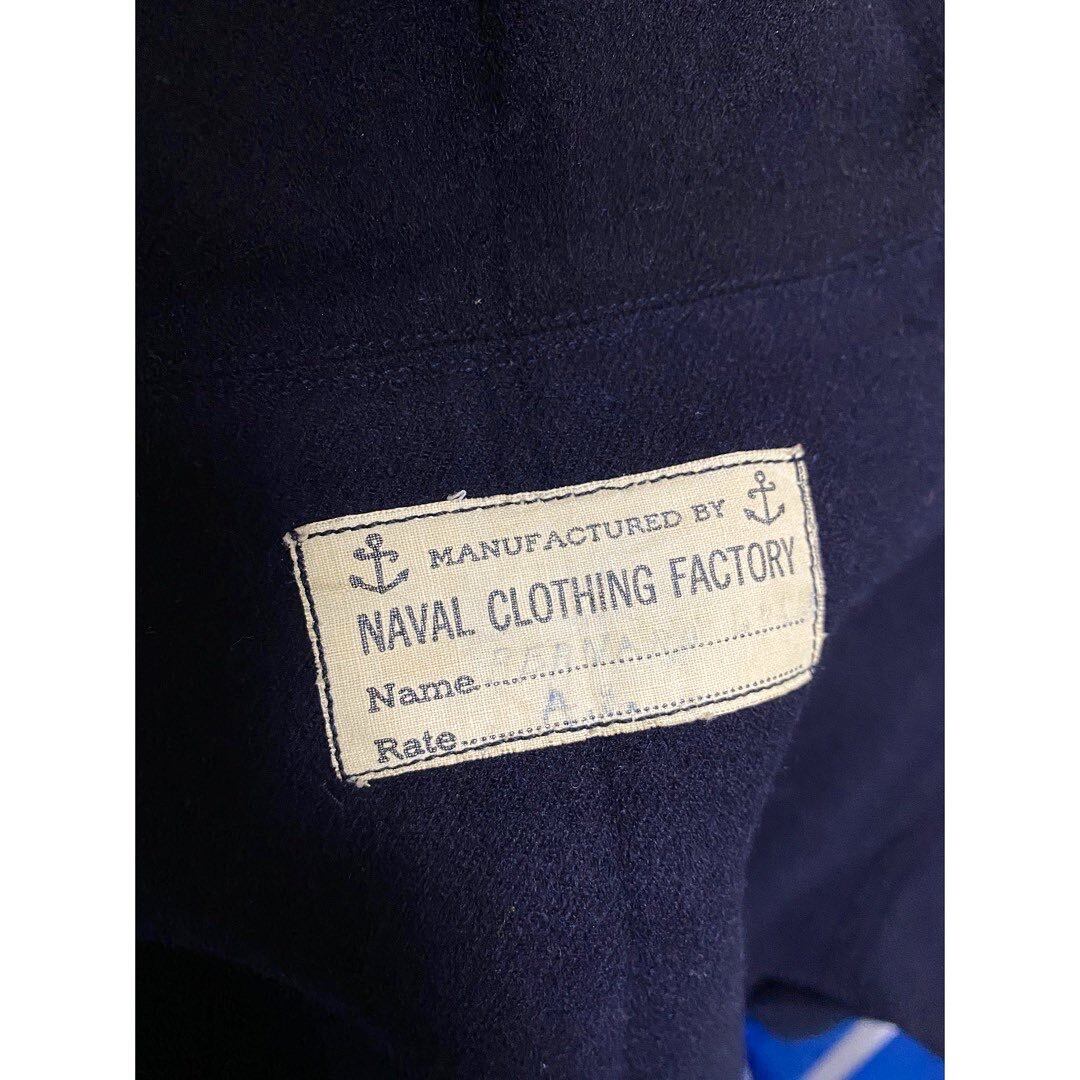 MANUFACTURED BY
NAVAL CLOTHING FACTORY
Name
Rate